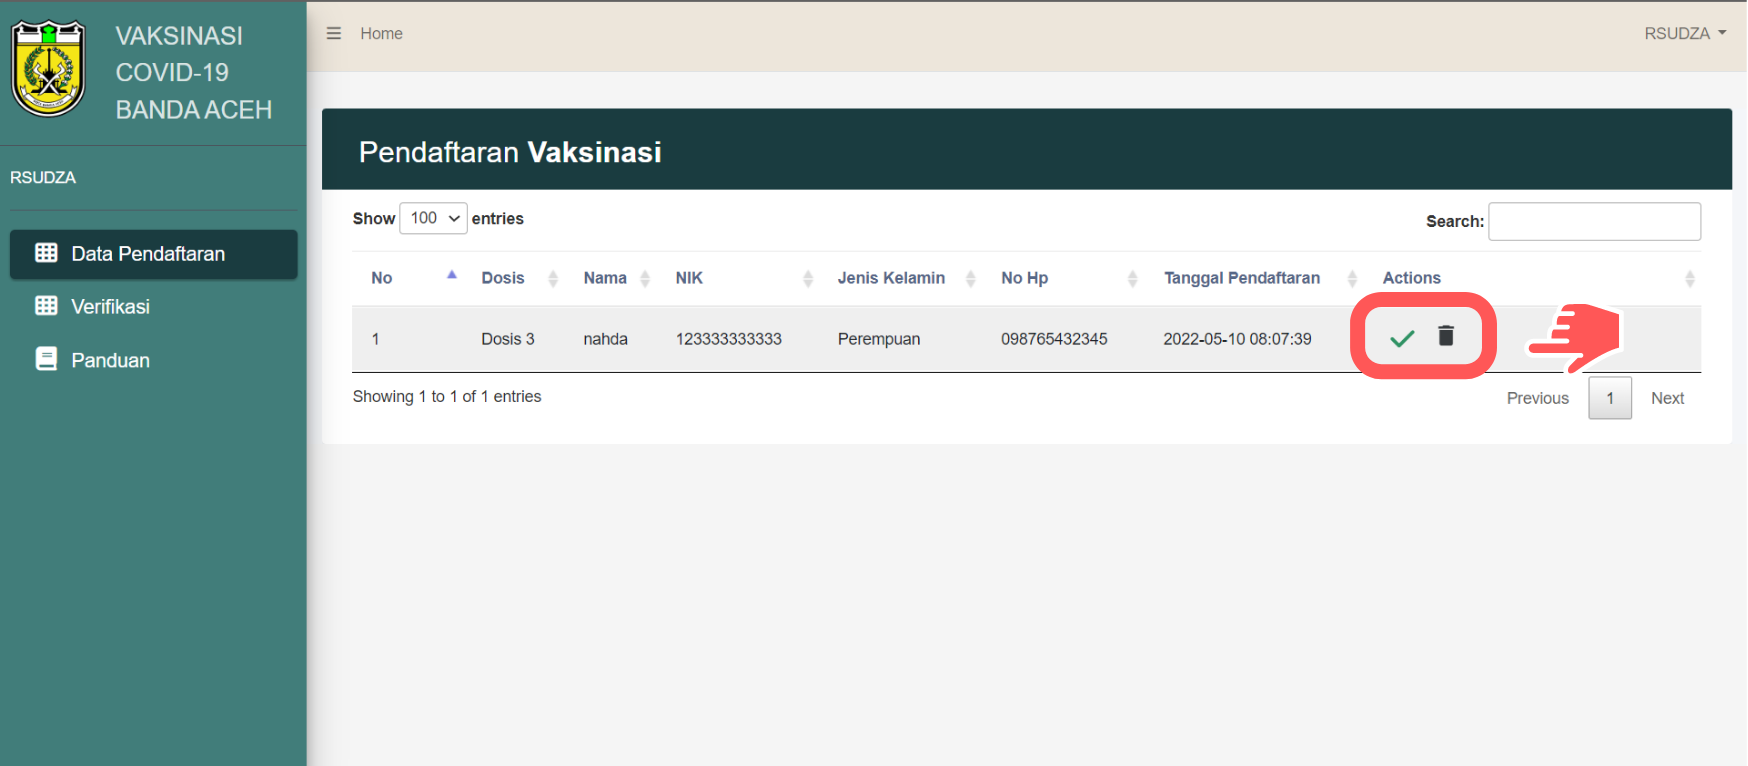 VAKSINASI
COVID-19
BANDA ACEH
RSUDZA
Data Pendaftaran
Verifikasi
Panduan
Home
RSUDZA
Pendaftaran Vaksinasi
Show 100 entries
Search:
No Dosis Nama NIK Jenis Kelamin No Hp Tanggal Pendaftaran Actions
1 Dosis 3 nahda 123333333333 Perempuan 098765432345 2022-05-10 08:07:39
Showing 1 to 1 of 1 entries
Previous 1 Next